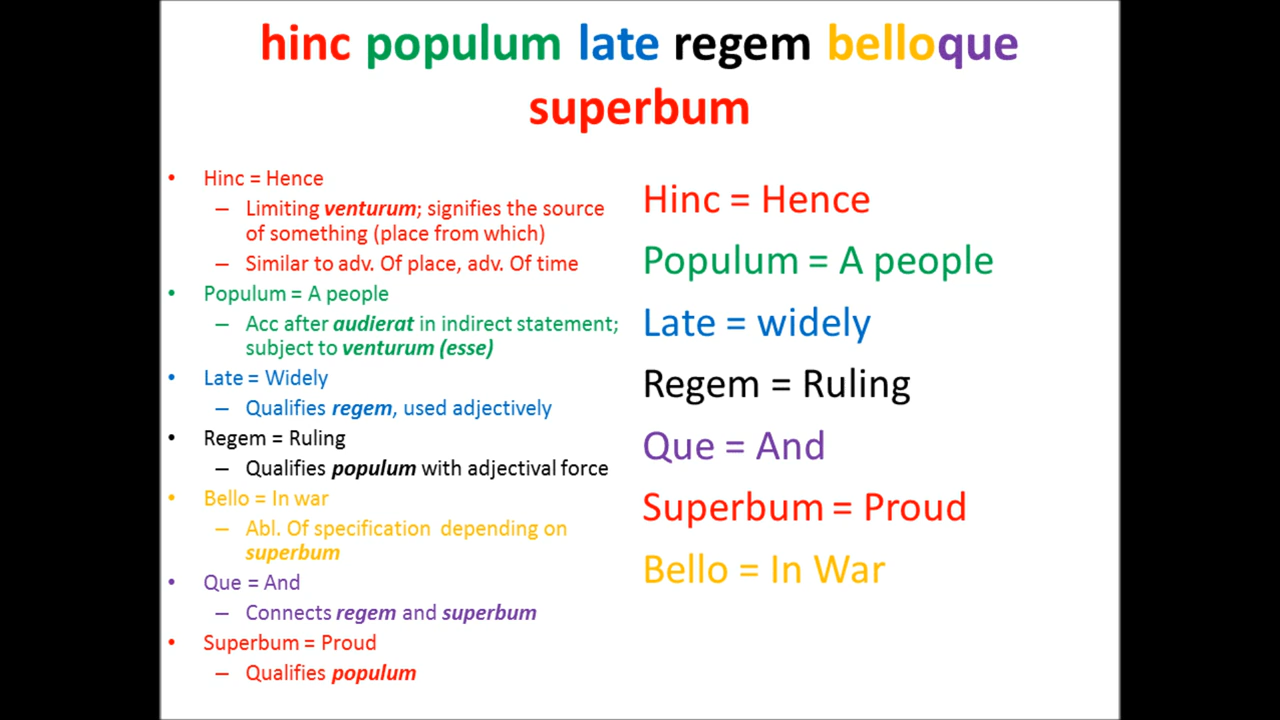 hinc populum late regem belloque
superbum
• Hinc = Hence
– Limiting venturum; signifies the source
of something (place from which)
– Similar to adv. Of place, adv. Of time
• Populum = A people
– Acc after audierat in indirect statement;
subject to venturum (esse)
• Late = Widely
– Qualifies regem, used adjectively
• Regem = Ruling
– Qualifies populum with adjectival force
• Bello = In war
– Abl. Of specification depending on
superbum
• Que = And
– Connects regem and superbum
• Superbum = Proud
– Qualifies populum
Hinc = Hence
Populum = A people
Late = widely
Regem = Ruling
Que = And
Superbum = Proud
Bello = In War